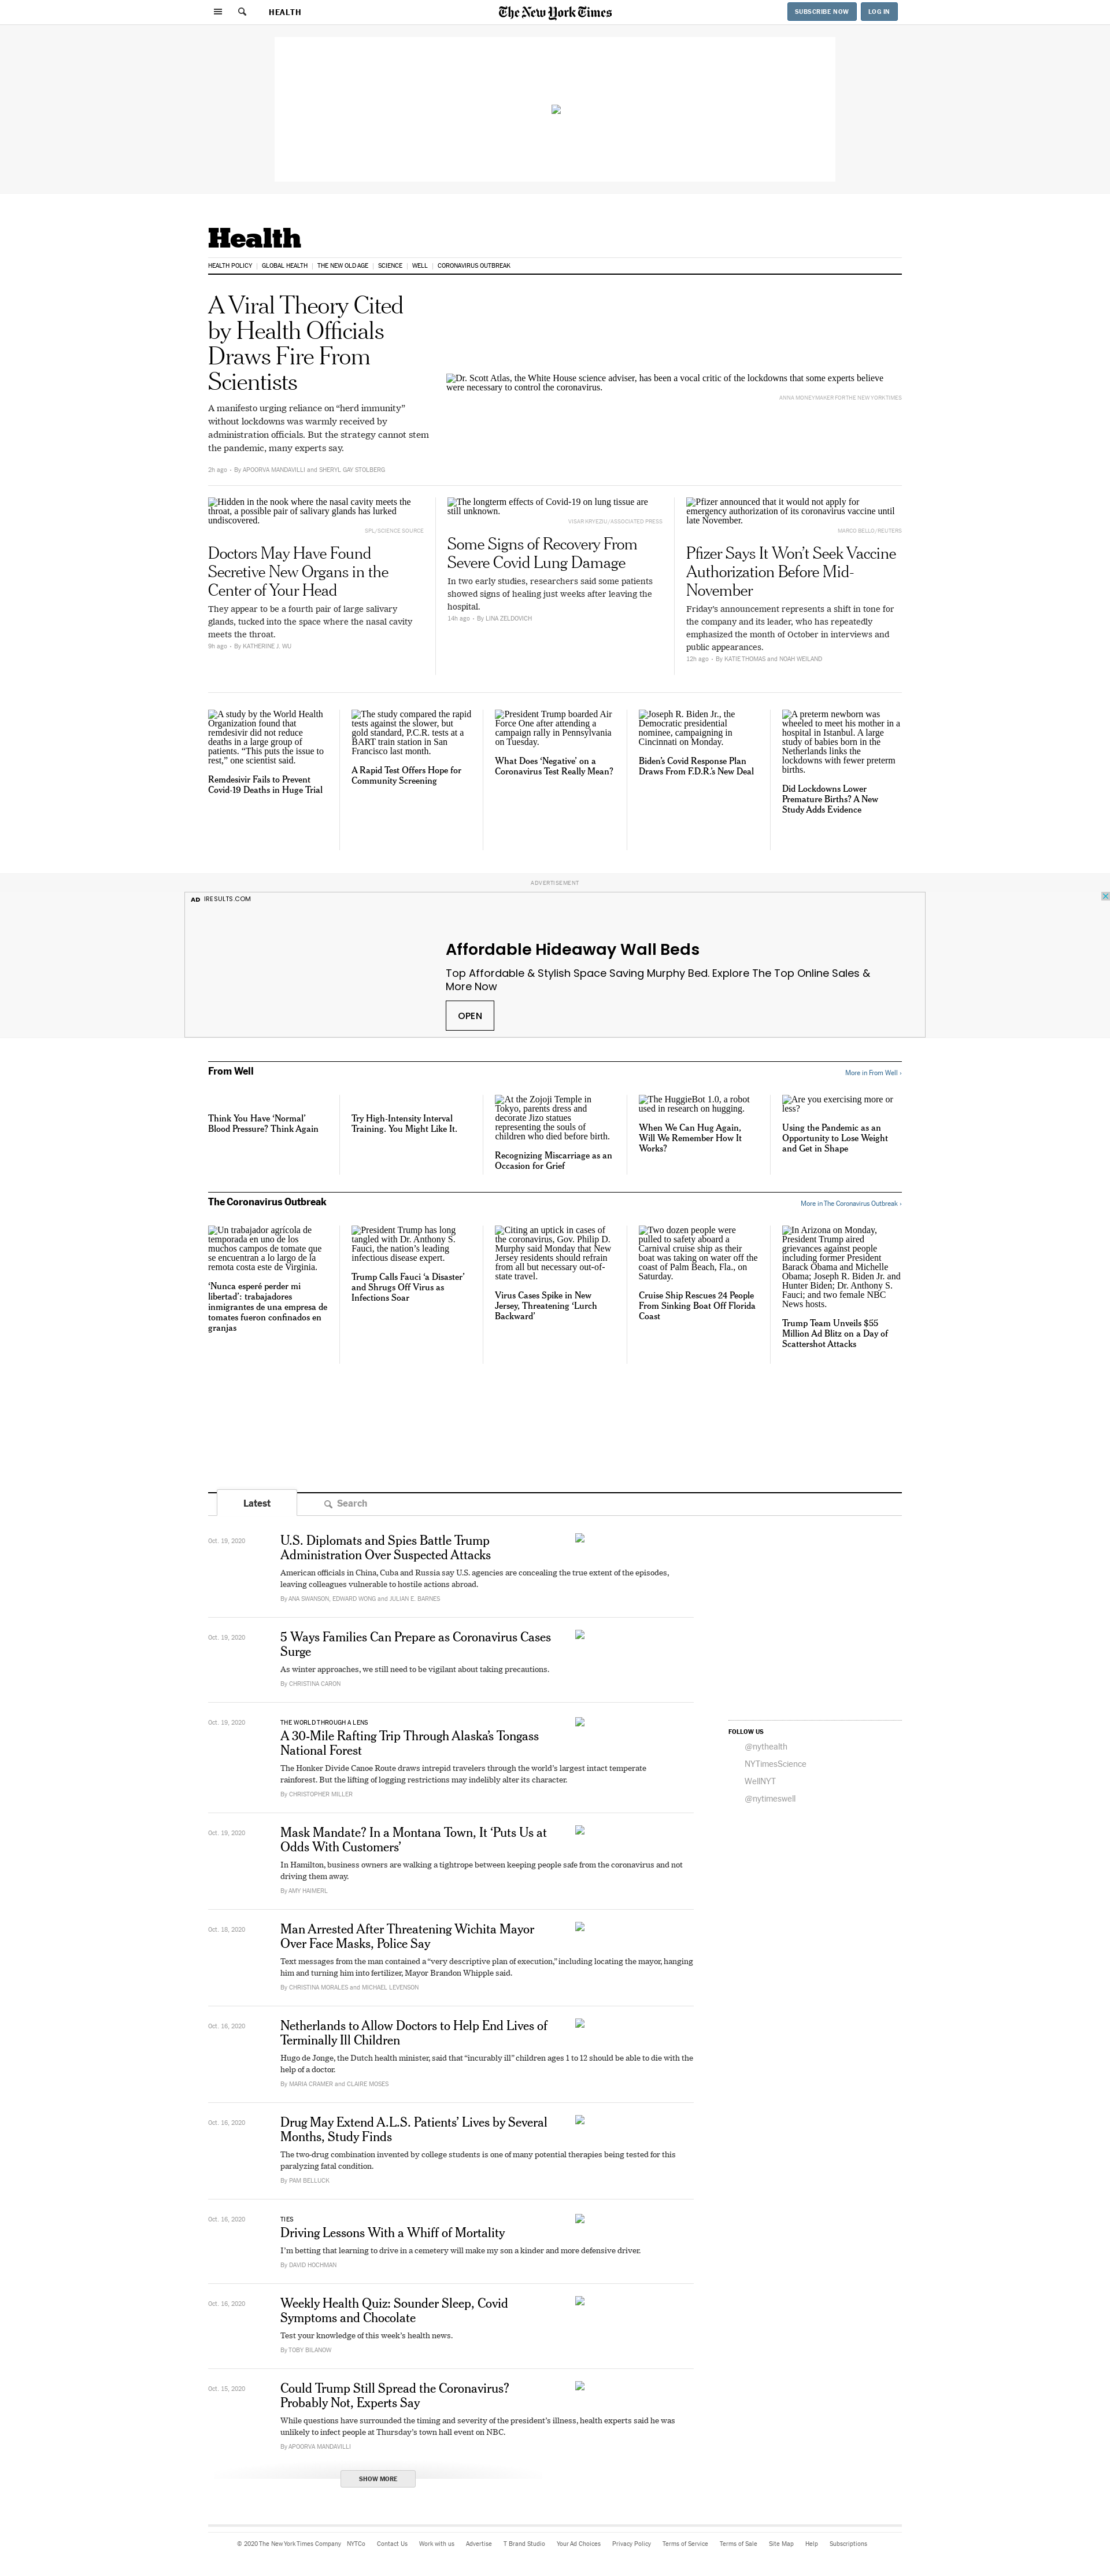 HEALTH
The New York Times
SUBSCRIBE NOW
LOG IN
Health
HEALTH POLICY
GLOBAL HEALTH
THE NEW OLD AGE
SCIENCE
WELL
CORONAVIRUS OUTBREAK
A Viral Theory Cited
by Health Officials
Draws Fire From
Scientists
A manifesto urging reliance on “herd immunity”
without lockdowns was warmly received by
administration officials. But the strategy cannot stem
the pandemic, many experts say.
2h ago • By APOORVA MANDAVILLI and SHERYL GAY STOLBERG
Dr. Scott Atlas, the White House science adviser, has been a vocal critic of the lockdowns that some experts believe
were necessary to control the coronavirus.
ANNA MONEYMAKER FOR THE NEW YORK TIMES
Hidden in the nook where the nasal cavity meets the
throat, a possible pair of salivary glands has lurked
undiscovered.
SPL/SCIENCE SOURCE
Doctors May Have Found
Secretive New Organs in the
Center of Your Head
They appear to be a fourth pair of large salivary
glands, tucked into the space where the nasal cavity
meets the throat.
9h ago • By KATHERINE J. WU
The longterm effects of Covid-19 on lung tissue are
still unknown.
VISAR KRYEZIU/ASSOCIATED PRESS
Some Signs of Recovery From
Severe Covid Lung Damage
In two early studies, researchers said some patients
showed signs of healing just weeks after leaving the
hospital.
14h ago • By LINA ZELDOVICH
Pfizer announced that it would not apply for
emergency authorization of its coronavirus vaccine until
late November.
MARCO BELLO/REUTERS
Pfizer Says It Won’t Seek Vaccine
Authorization Before Mid-
November
Friday’s announcement represents a shift in tone for
the company and its leader, who has repeatedly
emphasized the month of October in interviews and
public appearances.
12h ago • By KATIE THOMAS and NOAH WEILAND
A study by the World Health
Organization found that
remdesivir did not reduce
deaths in a large group of
patients. “This puts the issue to
rest,” one scientist said.
Remdesivir Fails to Prevent
Covid-19 Deaths in Huge Trial
The study compared the rapid
tests against the slower, but
gold standard, P.C.R. tests at a
BART train station in San
Francisco last month.
A Rapid Test Offers Hope for
Community Screening
President Trump boarded Air
Force One after attending a
campaign rally in Pennsylvania
on Tuesday.
What Does ‘Negative’ on a
Coronavirus Test Really Mean?
Joseph R. Biden Jr., the
Democratic presidential
nominee, campaigning in
Cincinnati on Monday.
Biden’s Covid Response Plan
Draws From F.D.R.’s New Deal
A preterm newborn was
wheeled to meet his mother in a
hospital in Istanbul. A large
study of babies born in the
Netherlands links the
lockdowns with fewer preterm
births.
Did Lockdowns Lower
Premature Births? A New
Study Adds Evidence
ADVERTISEMENT
AD IRESULTS.COM
Affordable Hideaway Wall Beds
Top Affordable & Stylish Space Saving Murphy Bed. Explore The Top Online Sales &
More Now
OPEN
From Well
More in From Well ›
Think You Have ‘Normal’
Blood Pressure? Think Again
Try High-Intensity Interval
Training. You Might Like It.
At the Zojoji Temple in
Tokyo, parents dress and
decorate Jizo statues
representing the souls of
children who died before birth.
Recognizing Miscarriage as an
Occasion for Grief
The HuggieBot 1.0, a robot
used in research on hugging.
When We Can Hug Again,
Will We Remember How It
Works?
Are you exercising more or
less?
Using the Pandemic as an
Opportunity to Lose Weight
and Get in Shape
The Coronavirus Outbreak
More in The Coronavirus Outbreak ›
Un trabajador agrícola de
temporada en uno de los
muchos campos de tomate que
se encuentra a lo largo de la
remota costa este de Virginia.
‘Nunca esperé perder mi
libertad’: trabajadores
inmigrantes de una empresa de
tomates fueron confinados en
granjas
President Trump has long
tangled with Dr. Anthony S.
Fauci, the nation’s leading
infectious disease expert.
Trump Calls Fauci ‘a Disaster’
and Shrugs Off Virus as
Infections Soar
Citing an uptick in cases of
the coronavirus, Gov. Philip D.
Murphy said Monday that New
Jersey residents should refrain
from all but necessary out-of-
state travel.
Virus Cases Spike in New
Jersey, Threatening ‘Lurch
Backward’
Two dozen people were
pulled to safety aboard a
Carnival cruise ship as their
boat was taking on water off the
coast of Palm Beach, Fla., on
Saturday.
Cruise Ship Rescues 24 People
From Sinking Boat Off Florida
Coast
In Arizona on Monday,
President Trump aired
grievances against people
including former President
Barack Obama and Michelle
Obama; Joseph R. Biden Jr. and
Hunter Biden; Dr. Anthony S.
Fauci; and two female NBC
News hosts.
Trump Team Unveils $55
Million Ad Blitz on a Day of
Scattershot Attacks
Latest
Search
Oct. 19, 2020
U.S. Diplomats and Spies Battle Trump
Administration Over Suspected Attacks
American officials in China, Cuba and Russia say U.S. agencies are concealing the true extent of the episodes,
leaving colleagues vulnerable to hostile actions abroad.
By ANA SWANSON, EDWARD WONG and JULIAN E. BARNES
Oct. 19, 2020
5 Ways Families Can Prepare as Coronavirus Cases
Surge
As winter approaches, we still need to be vigilant about taking precautions.
By CHRISTINA CARON
Oct. 19, 2020
THE WORLD THROUGH A LENS
A 30-Mile Rafting Trip Through Alaska’s Tongass
National Forest
The Honker Divide Canoe Route draws intrepid travelers through the world’s largest intact temperate
rainforest. But the lifting of logging restrictions may indelibly alter its character.
By CHRISTOPHER MILLER
FOLLOW US
@nythealth
NYTimesScience
WellNYT
@nytimeswell
Oct. 19, 2020
Mask Mandate? In a Montana Town, It ‘Puts Us at
Odds With Customers’
In Hamilton, business owners are walking a tightrope between keeping people safe from the coronavirus and not
driving them away.
By AMY HAIMERL
Oct. 18, 2020
Man Arrested After Threatening Wichita Mayor
Over Face Masks, Police Say
Text messages from the man contained a “very descriptive plan of execution,” including locating the mayor, hanging
him and turning him into fertilizer, Mayor Brandon Whipple said.
By CHRISTINA MORALES and MICHAEL LEVENSON
Oct. 16, 2020
Netherlands to Allow Doctors to Help End Lives of
Terminally Ill Children
Hugo de Jonge, the Dutch health minister, said that “incurably ill” children ages 1 to 12 should be able to die with the
help of a doctor.
By MARIA CRAMER and CLAIRE MOSES
Oct. 16, 2020
Drug May Extend A.L.S. Patients’ Lives by Several
Months, Study Finds
The two-drug combination invented by college students is one of many potential therapies being tested for this
paralyzing fatal condition.
By PAM BELLUCK
Oct. 16, 2020
TIES
Driving Lessons With a Whiff of Mortality
I’m betting that learning to drive in a cemetery will make my son a kinder and more defensive driver.
By DAVID HOCHMAN
Oct. 16, 2020
Weekly Health Quiz: Sounder Sleep, Covid
Symptoms and Chocolate
Test your knowledge of this week’s health news.
By TOBY BILANOW
Oct. 15, 2020
Could Trump Still Spread the Coronavirus?
Probably Not, Experts Say
While questions have surrounded the timing and severity of the president’s illness, health experts said he was
unlikely to infect people at Thursday’s town hall event on NBC.
By APOORVA MANDAVILLI
SHOW MORE
© 2020 The New York Times Company NYTCo Contact Us Work with us Advertise T Brand Studio Your Ad Choices Privacy Policy Terms of Service Terms of Sale Site Map Help Subscriptions